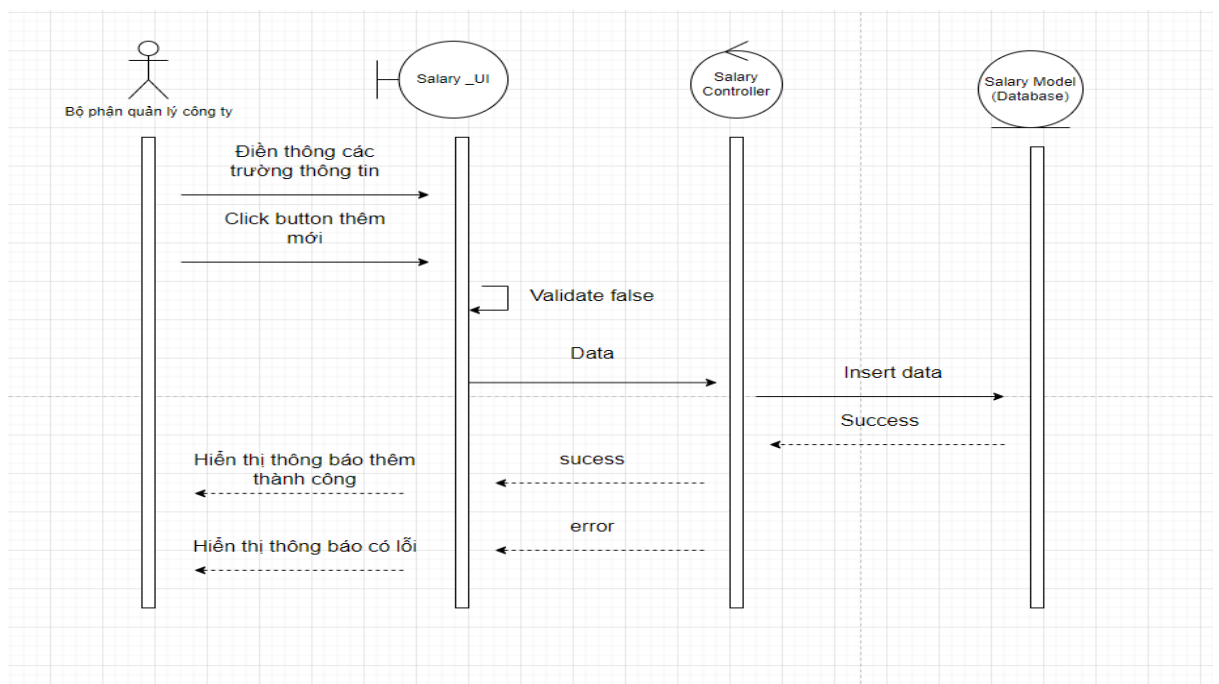 Bộ phận quản lý công ty
Salary _UI
Salary
Controller
Salary Model
(Database)
Điền thông các
trường thông tin
Click button thêm
mới
Validate false
Data
Insert data
Success
sucess
Hiển thị thông báo thêm
thành công
error
Hiển thị thông báo có lỗi